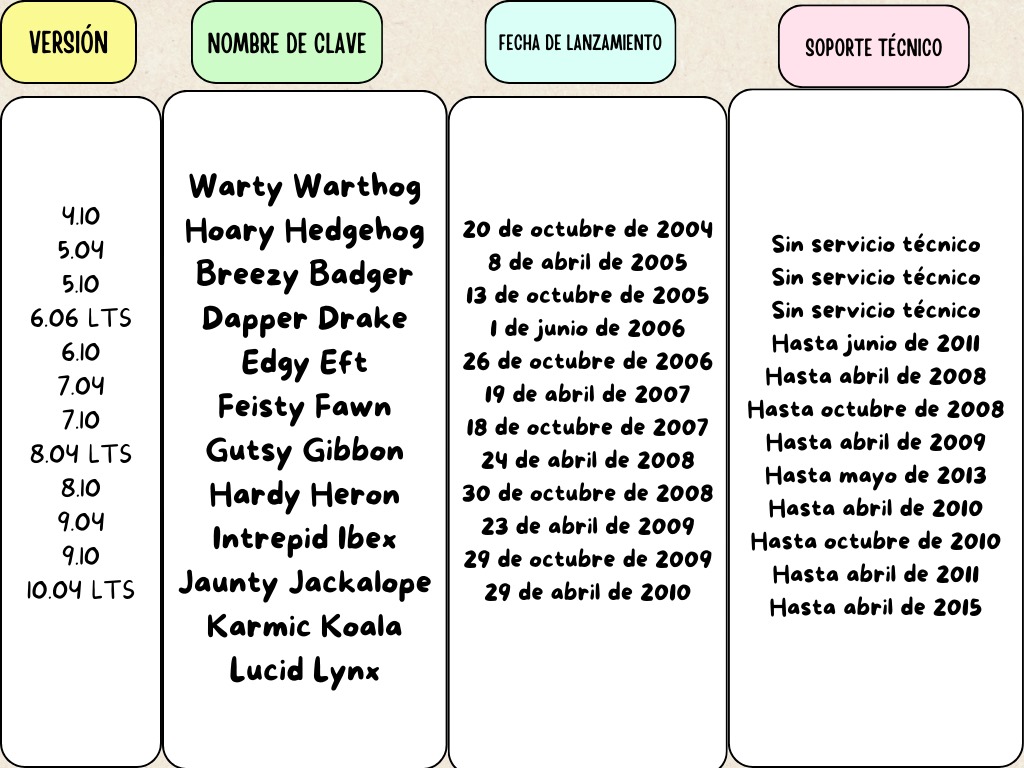 VERSIÓN
NOMBRE DE CLAVE
FECHA DE LANZAMIENTO
SOPORTE TÉCNICO
4.10
5.04
5.10
6.06 LTS
6.10
7.04
7.10
8.04 LTS
8.10
9.04
9.10
10.04 LTS
Warty Warthog
Hoary Hedgehog
Breezy Badger
Dapper Drake
Edgy Eft
Feisty Fawn
Gutsy Gibbon
Hardy Heron
Intrepid Ibex
Jaunty Jackalope
Karmic Koala
Lucid Lynx
20 de octubre de 2004
8 de abril de 2005
13 de octubre de 2005
1 de junio de 2006
26 de octubre de 2006
19 de abril de 2007
18 de octubre de 2007
24 de abril de 2008
30 de octubre de 2008
23 de abril de 2009
29 de octubre de 2009
29 de abril de 2010
Sin servicio técnico
Sin servicio técnico
Sin servicio técnico
Hasta junio de 2011
Hasta abril de 2008
Hasta octubre de 2008
Hasta abril de 2009
Hasta mayo de 2013
Hasta abril de 2010
Hasta octubre de 2010
Hasta abril de 2011
Hasta abril de 2015